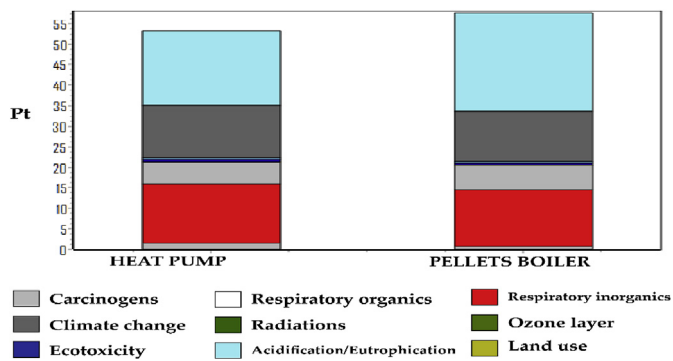 55
50
45
40
35
Pt
30
25
20
15
10
5
0
HEAT PUMP PELLETS BOILER
Carcinogens Respiratory organics Respiratory inorganics
Climate change Radiations Ozone layer
Ecotoxicity Acidification/Eutrophication Land use